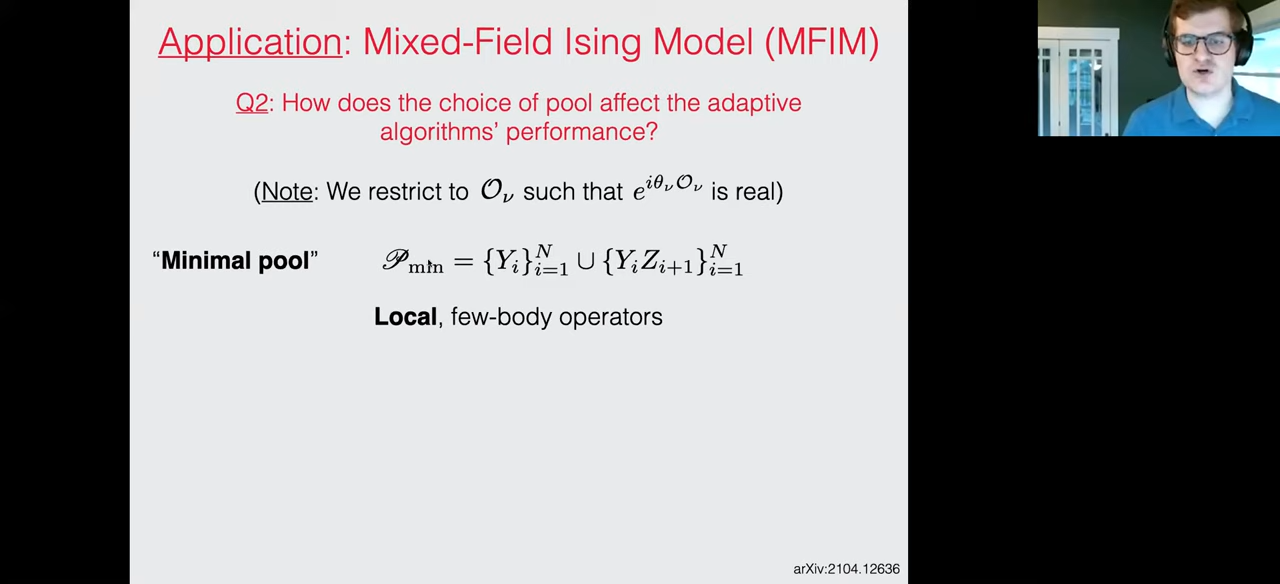 Application: Mixed-Field Ising Model (MFIM)
Q2: How does the choice of pool affect the adaptive
algorithms' performance?
(Note: We restrict to 𝒪_ν such that e^{iθ_ν 𝒪_ν} is real)
“Minimal pool” 𝒫_min = {Y_i}_{i=1}^N ∪ {Y_i Z_{i+1}}_{i=1}^N
Local, few-body operators
arXiv:2104.12636